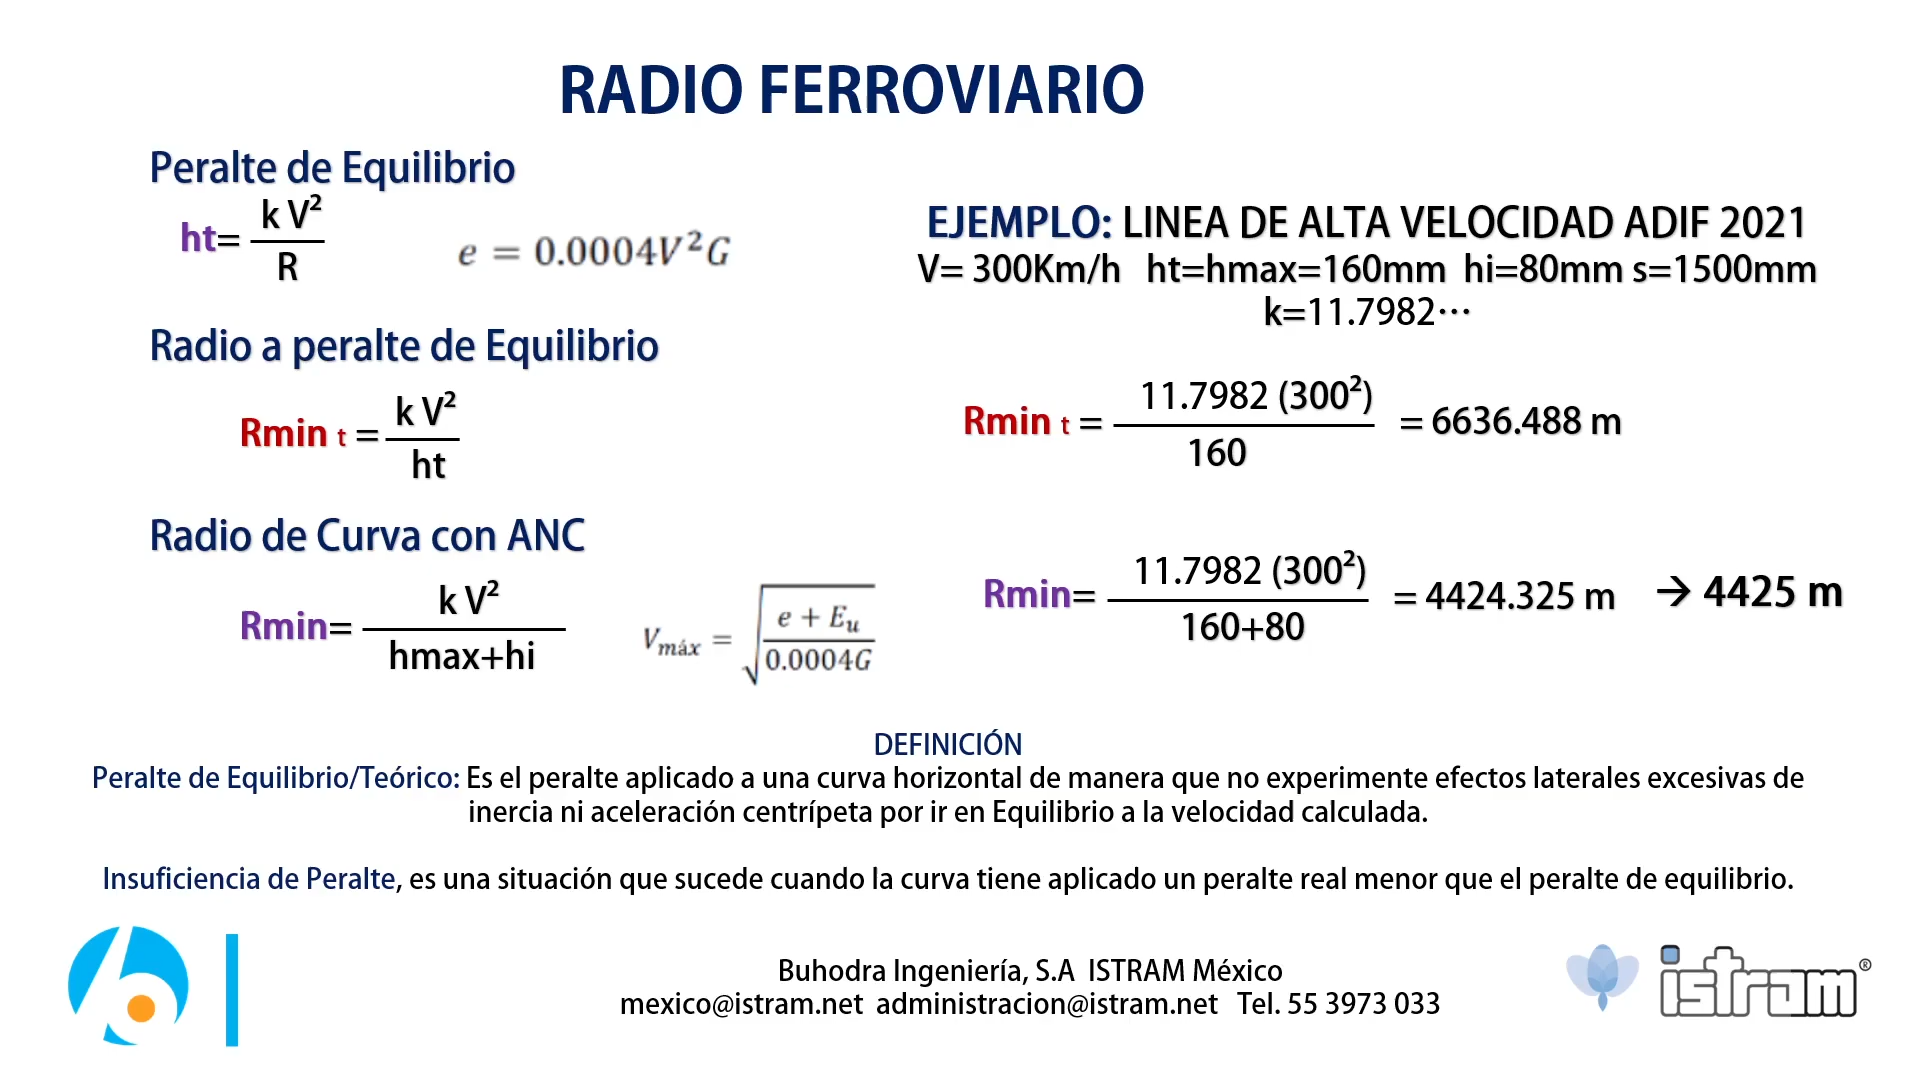 RADIO FERROVIARIO
Peralte de Equilibrio
ht= k V² / R
e = 0.0004V²G
Radio a peralte de Equilibrio
Rmin t = k V² / ht
Radio de Curva con ANC
Rmin= k V² / hmax+hi
Vmáx = √ e + Eu / 0.0004G
EJEMPLO: LINEA DE ALTA VELOCIDAD ADIF 2021
V= 300Km/h ht=hmax=160mm hi=80mm s=1500mm
k=11.7982…
Rmin t = 11.7982 (300²) / 160 = 6636.488 m
Rmin= 11.7982 (300²) / 160+80 = 4424.325 m → 4425 m
DEFINICIÓN
Peralte de Equilibrio/Teórico: Es el peralte aplicado a una curva horizontal de manera que no experimente efectos laterales excesivas de
inercia ni aceleración centrípeta por ir en Equilibrio a la velocidad calculada.
Insuficiencia de Peralte, es una situación que sucede cuando la curva tiene aplicado un peralte real menor que el peralte de equilibrio.
Buhodra Ingeniería, S.A ISTRAM México
mexico@istram.net administracion@istram.net Tel. 55 3973 033
istram®